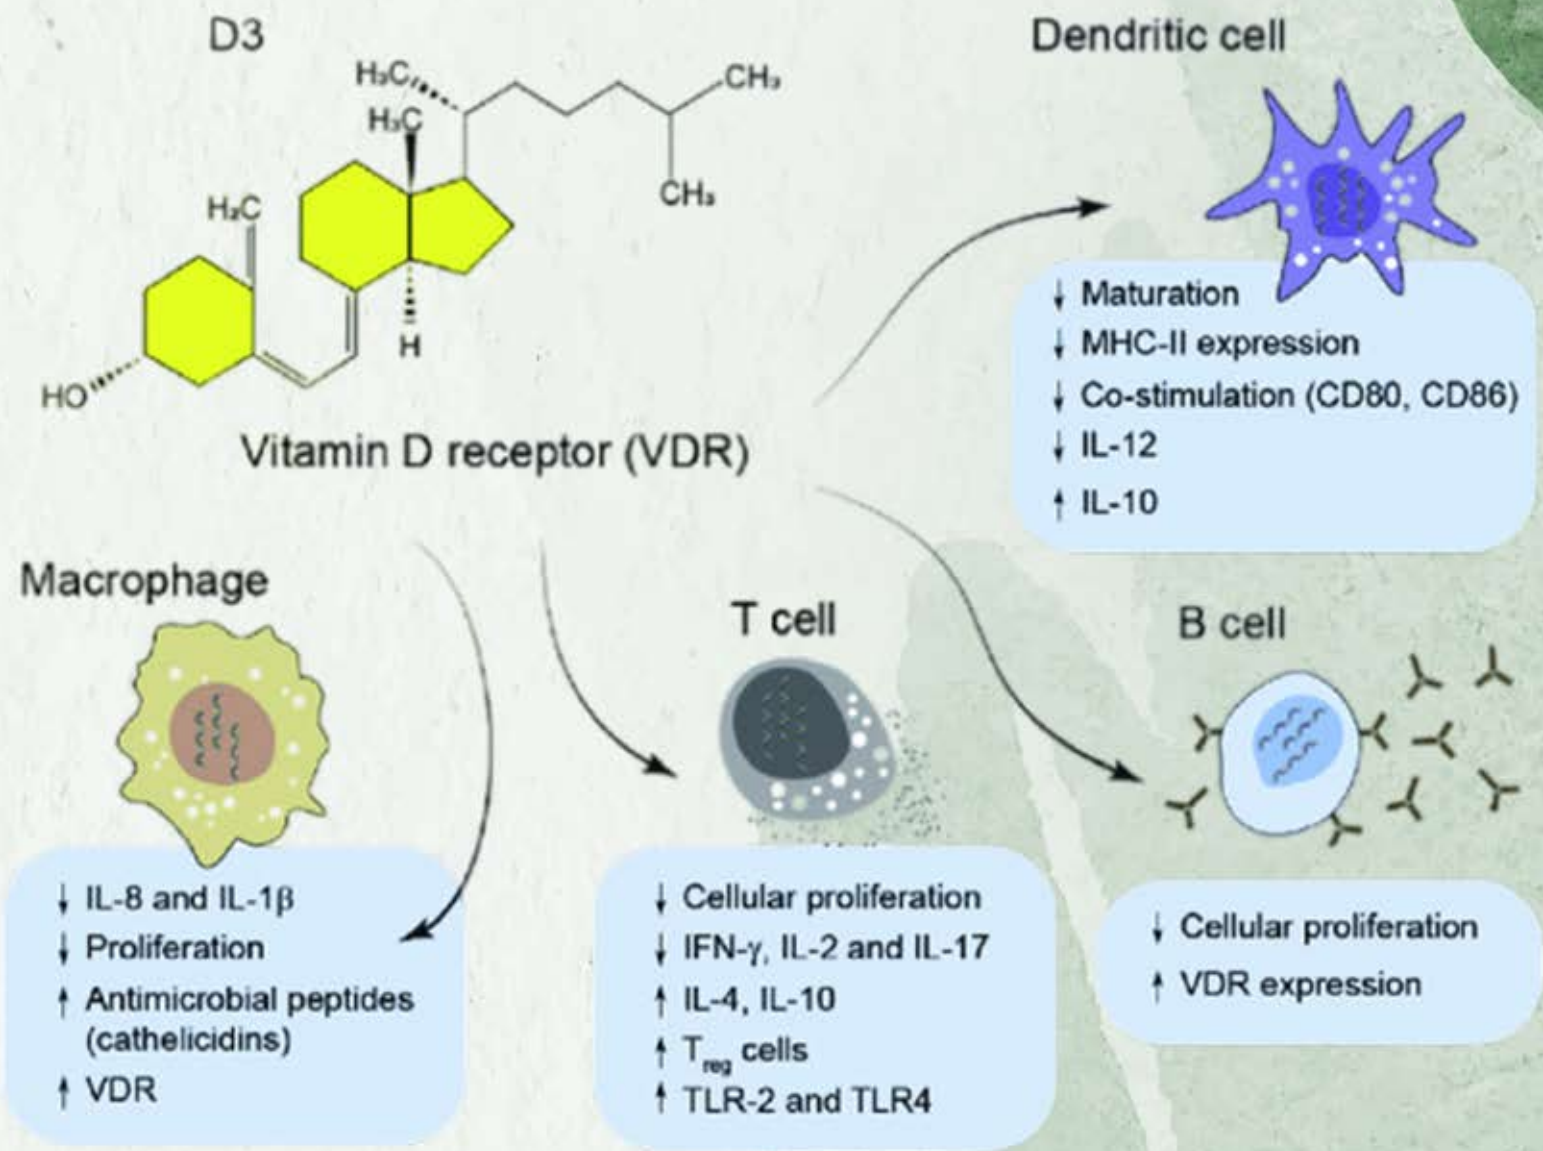 D3
H₃C
CH₃
H₃C
CH₃
H₂C
H
HO
Vitamin D receptor (VDR)
Dendritic cell
↓ Maturation
↓ MHC-II expression
↓ Co-stimulation (CD80, CD86)
↓ IL-12
↑ IL-10
Macrophage
↓ IL-8 and IL-1β
↓ Proliferation
↑ Antimicrobial peptides
(cathelicidins)
↑ VDR
T cell
↓ Cellular proliferation
↓ IFN-γ, IL-2 and IL-17
↑ IL-4, IL-10
↑ Treg cells
↑ TLR-2 and TLR4
B cell
↓ Cellular proliferation
↑ VDR expression